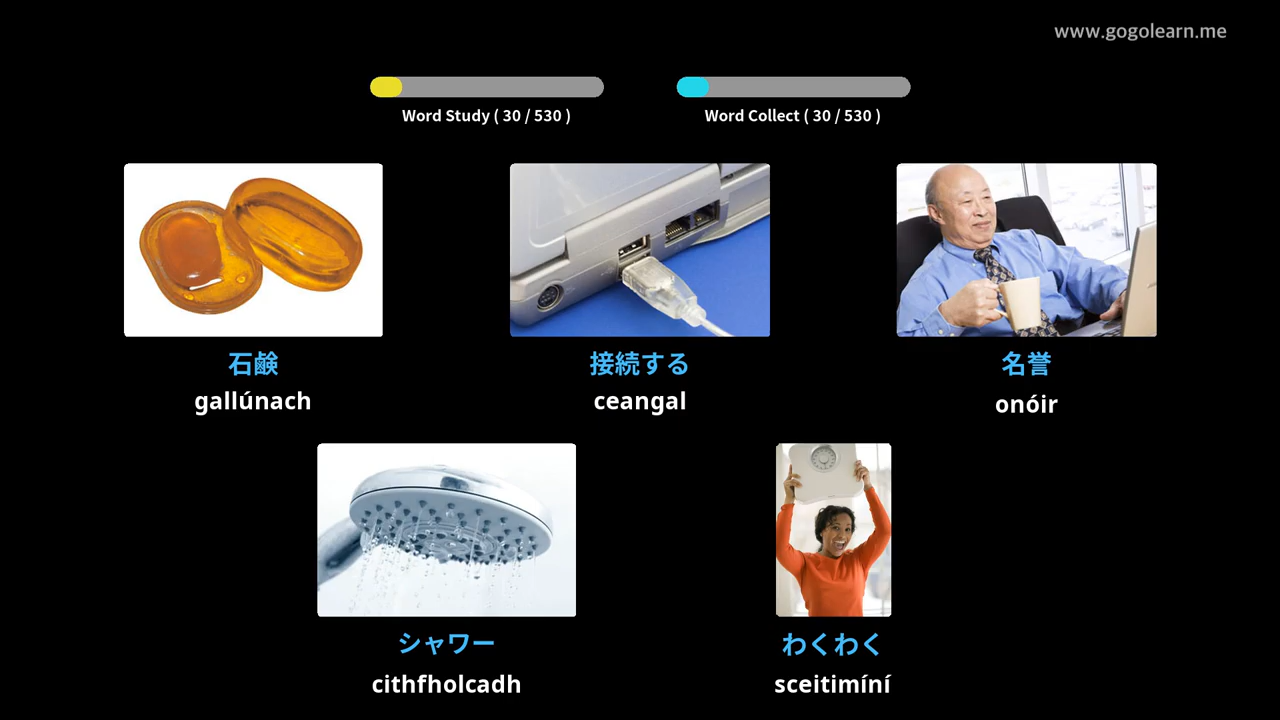 www.gogolearn.me
Word Study ( 30 / 530 )
Word Collect ( 30 / 530 )
石鹸
gallúnach
接続する
ceangal
名誉
onóir
シャワー
cithfholcadh
わくわく
sceitimíní